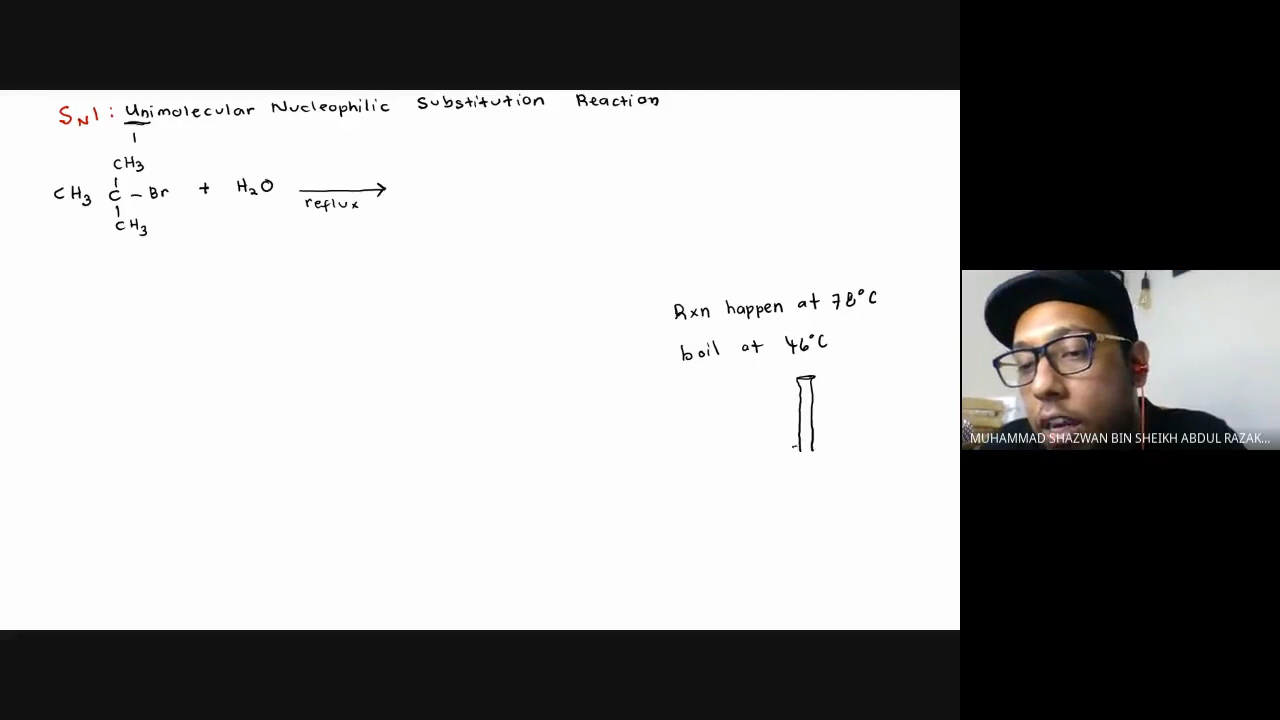 SN1: Unimolecular Nucleophilic Substitution Reaction
1
CH3
CH3 C - Br + H2O reflux
CH3
Rxn happen at 78°C
boil at 46°C
MUHAMMAD SHAZWAN BIN SHEIKH ABDUL RAZAK...